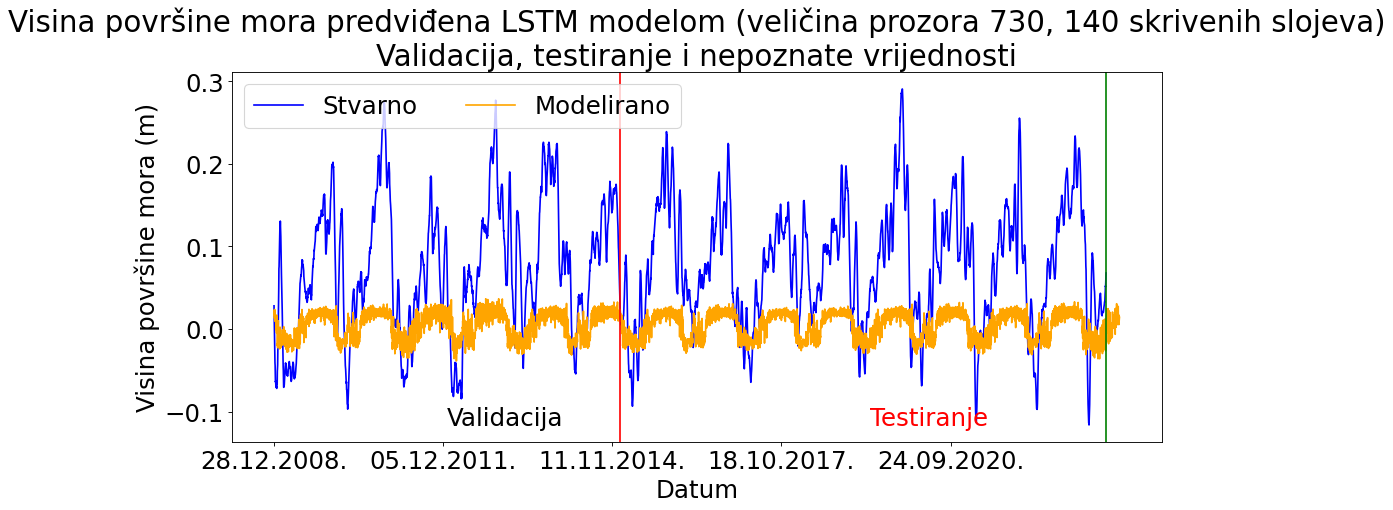 Visina površine mora predviđena LSTM modelom (veličina prozora 730, 140 skrivenih slojeva)
Validacija, testiranje i nepoznate vrijednosti
Stvarno
Modelirano
Visina površine mora (m)
0.3
0.2
0.1
0.0
−0.1
Validacija
Testiranje
28.12.2008.
05.12.2011.
11.11.2014.
18.10.2017.
24.09.2020.
Datum